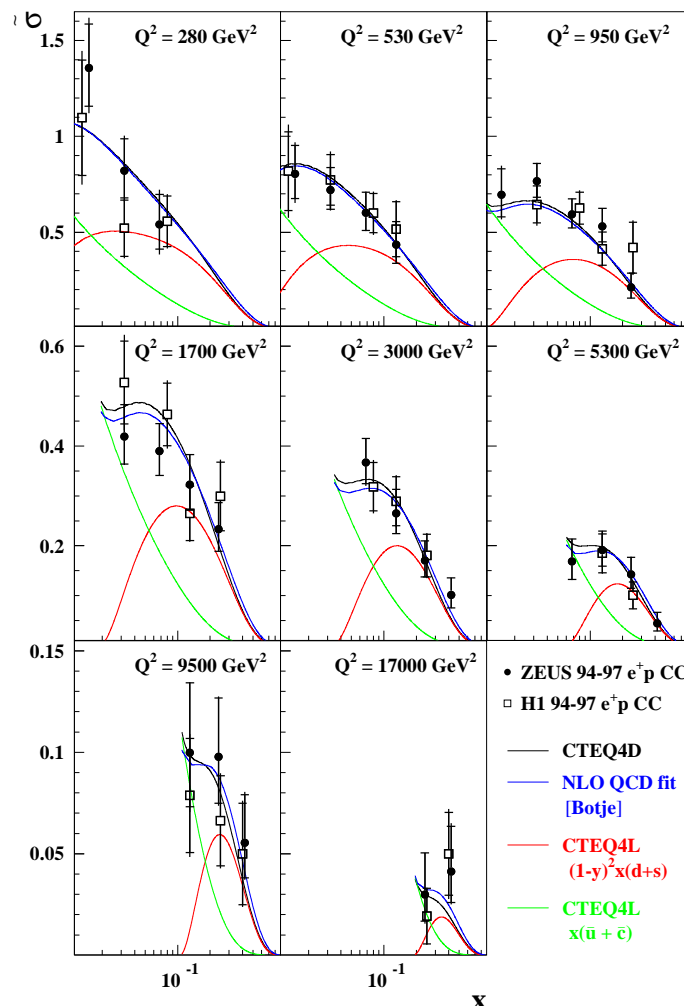 σ̃
Q² = 280 GeV²
Q² = 530 GeV²
Q² = 950 GeV²
1.5
1
0.5
Q² = 1700 GeV²
Q² = 3000 GeV²
Q² = 5300 GeV²
0.6
0.4
0.2
Q² = 9500 GeV²
Q² = 17000 GeV²
0.15
0.1
0.05
ZEUS 94-97 e⁺p CC
H1 94-97 e⁺p CC
CTEQ4D
NLO QCD fit
[Botje]
CTEQ4L
(1-y)²x(d+s)
CTEQ4L
x(ū + c̄)
10⁻¹
10⁻¹
x